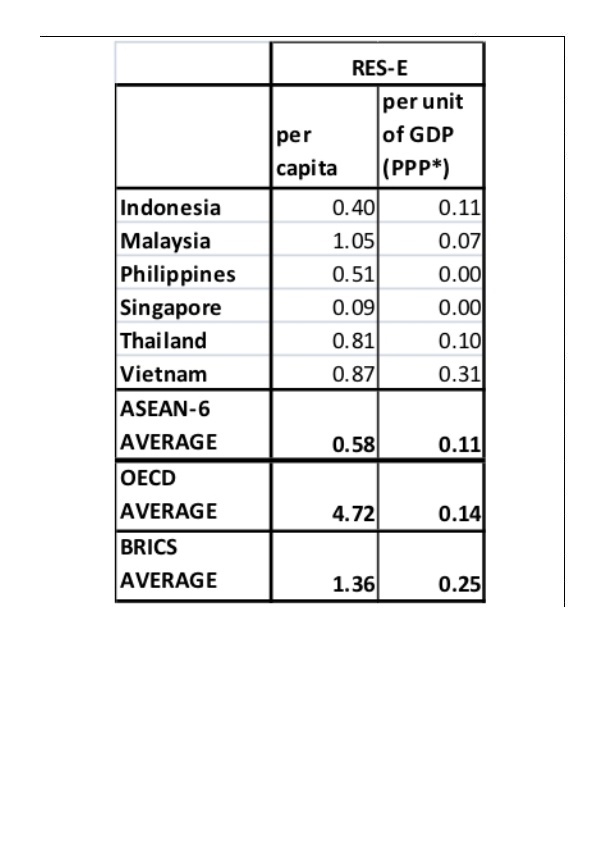 RES-E
per capita per unit of GDP (PPP*)
Indonesia 0.40 0.11
Malaysia 1.05 0.07
Philippines 0.51 0.00
Singapore 0.09 0.00
Thailand 0.81 0.10
Vietnam 0.87 0.31
ASEAN-6
AVERAGE 0.58 0.11
OECD
AVERAGE 4.72 0.14
BRICS
AVERAGE 1.36 0.25